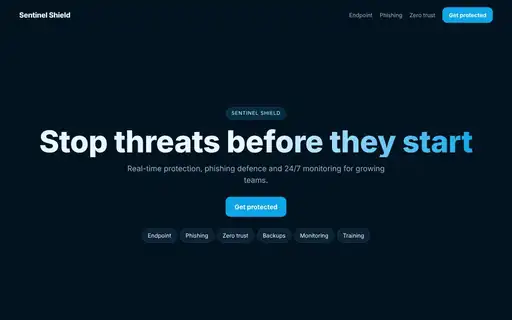 Sentinel Shield
Endpoint Phishing Zero trust Get protected
SENTINEL SHIELD
Stop threats before they start
Real-time protection, phishing defence and 24/7 monitoring for growing
teams.
Get protected
Endpoint Phishing Zero trust Backups Monitoring Training